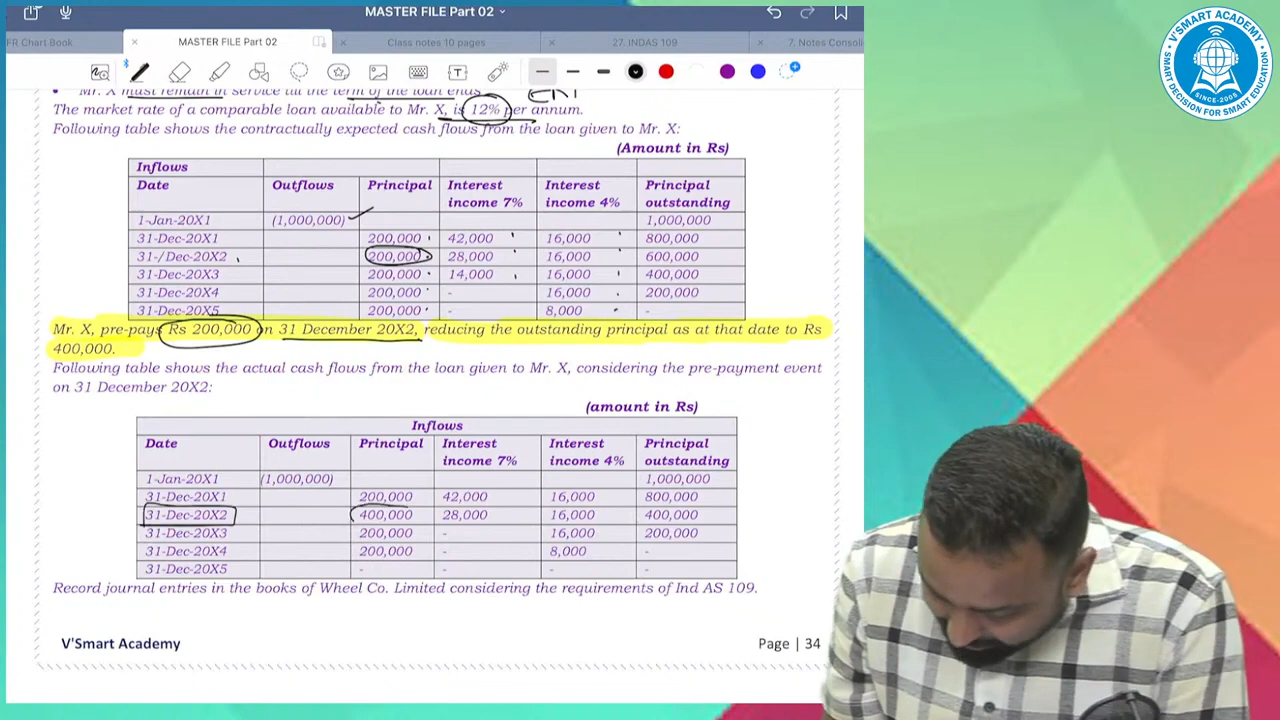 MASTER FILE Part 02
FR Chart Book
MASTER FILE Part 02
Class notes 10 pages
27. INDAS 109
7. Notes Consoli
• Mr. X must remain in service till the term of the loan ends
The market rate of a comparable loan available to Mr. X, is 12% per annum.
Following table shows the contractually expected cash flows from the loan given to Mr. X:
(Amount in Rs)
Inflows
Date Outflows Principal Interest income 7% Interest income 4% Principal outstanding
1-Jan-20X1 (1,000,000) 1,000,000
31-Dec-20X1 200,000 42,000 16,000 800,000
31-/Dec-20X2 200,000 28,000 16,000 600,000
31-Dec-20X3 200,000 14,000 16,000 400,000
31-Dec-20X4 200,000 - 16,000 200,000
31-Dec-20X5 200,000 - 8,000 -
Mr. X, pre-pays Rs 200,000 on 31 December 20X2, reducing the outstanding principal as at that date to Rs
400,000.
Following table shows the actual cash flows from the loan given to Mr. X, considering the pre-payment event
on 31 December 20X2:
(amount in Rs)
Inflows
Date Outflows Principal Interest income 7% Interest income 4% Principal outstanding
1-Jan-20X1 (1,000,000) 1,000,000
31-Dec-20X1 200,000 42,000 16,000 800,000
31-Dec-20X2 400,000 28,000 16,000 400,000
31-Dec-20X3 200,000 - 16,000 200,000
31-Dec-20X4 200,000 - 8,000 -
31-Dec-20X5 - - - -
Record journal entries in the books of Wheel Co. Limited considering the requirements of Ind AS 109.
V'Smart Academy
Page | 34
V'SMART ACADEMY
SINCE-2005
SMART DECISION FOR SMART EDUCATION